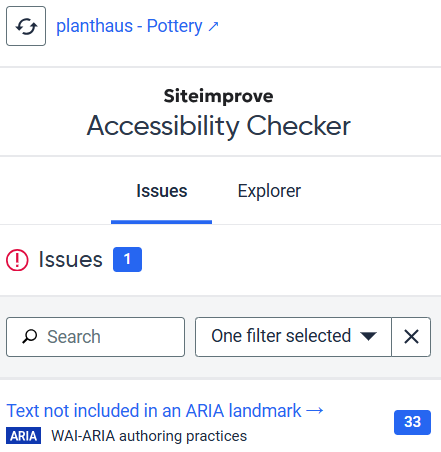 planthaus - Pottery ↗
Siteimprove
Accessibility Checker
Issues Explorer
Issues 1
Search One filter selected
Text not included in an ARIA landmark → 33
ARIA WAI-ARIA authoring practices